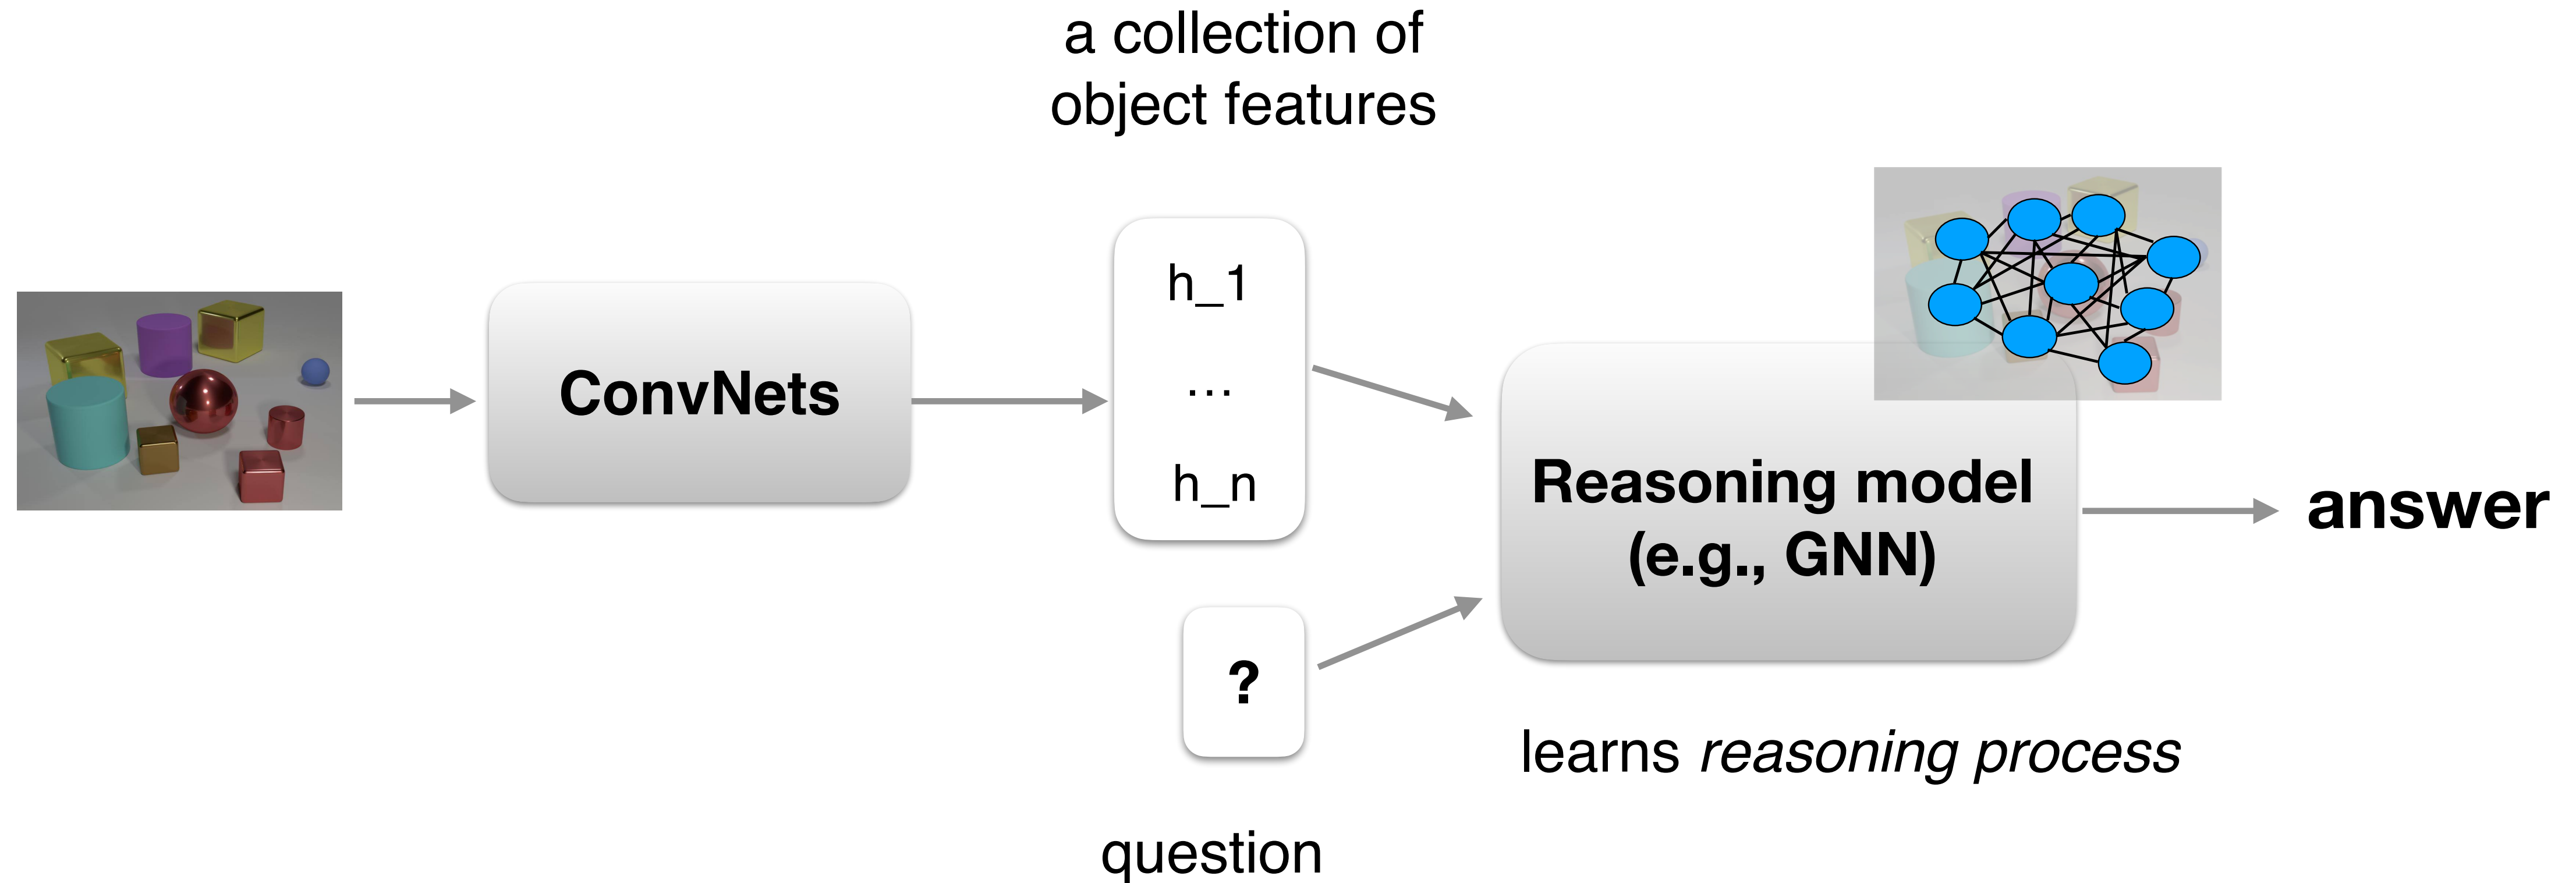 a collection of
object features
ConvNets
h_1
...
h_n
?
question
Reasoning model
(e.g., GNN)
learns reasoning process
answer